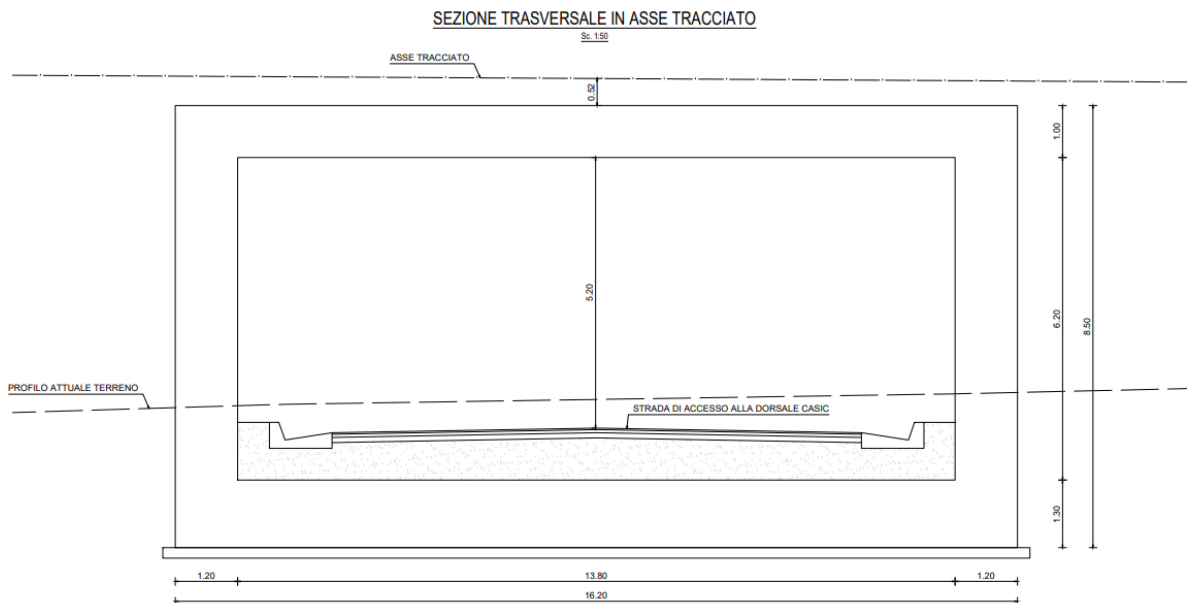 SEZIONE TRASVERSALE IN ASSE TRACCIATO
Sc. 1:50
ASSE TRACCIATO
0.52
1.00
5.20
6.20
8.50
PROFILO ATTUALE TERRENO
STRADA DI ACCESSO ALLA DORSALE CASIC
1.30
1.20
13.80
1.20
16.20